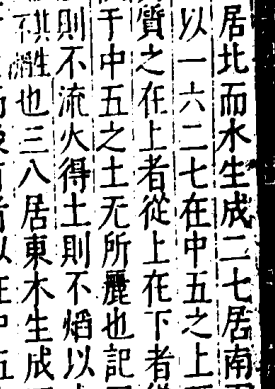 居北而水生成二七居南
以一六二七在中五之上
質之在上者從上在下者
于中五之土无所麗也記
則不流火得土則不熖以
也三八居東木生成